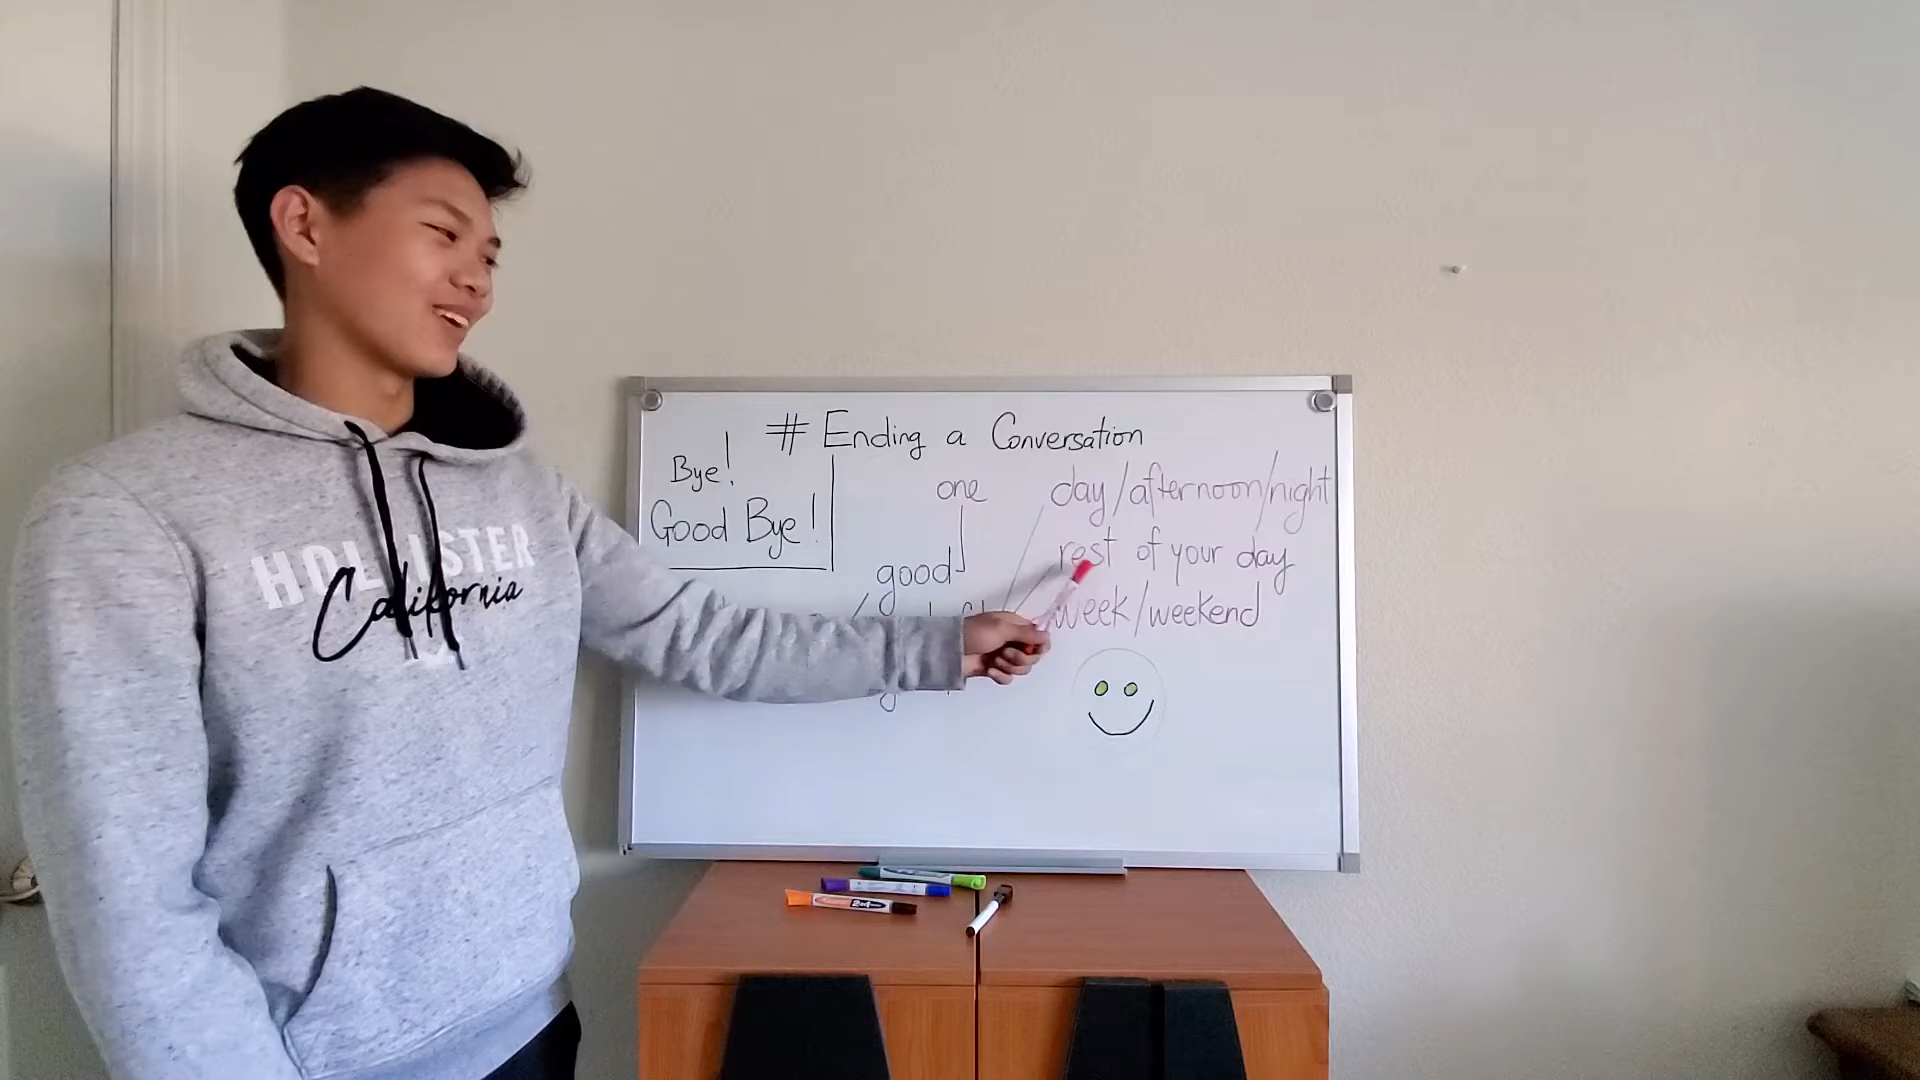 # Ending a Conversation
Bye!
Good Bye!
one
good
day/afternoon/night
rest of your day
week/weekend
HOLLISTER
California